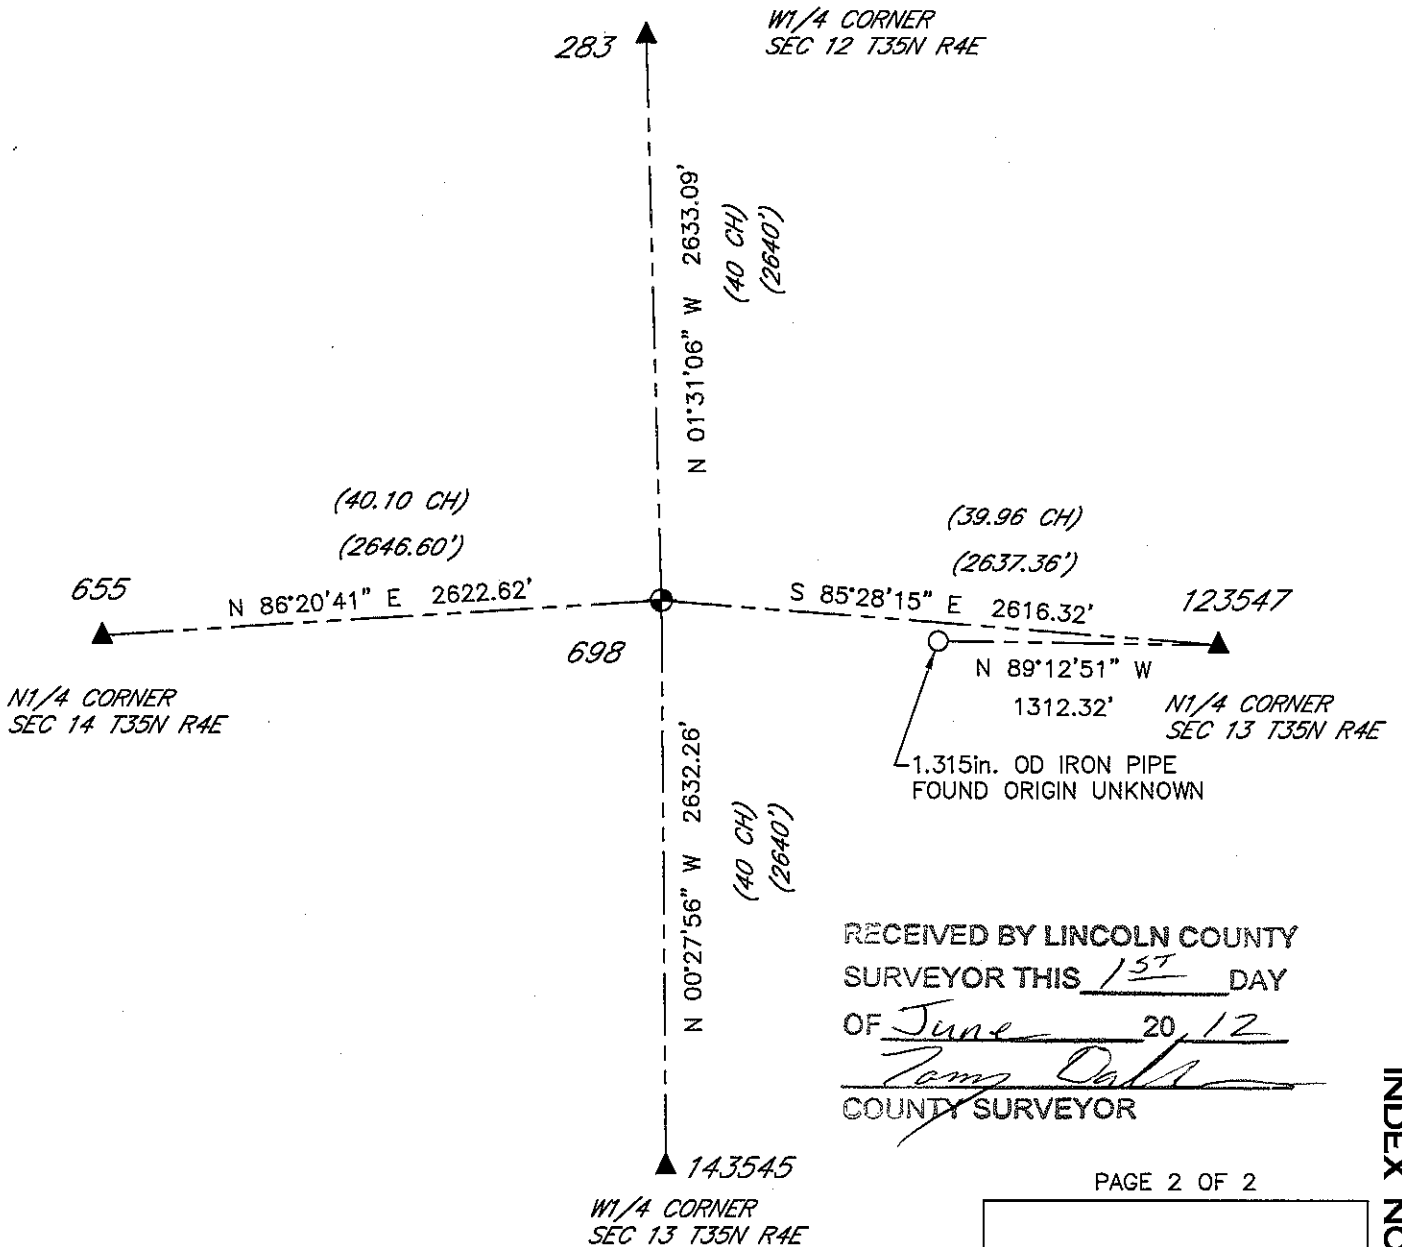 283
W1/4 CORNER
SEC 12 T35N R4E
N 01°31'06" W 2633.09'
(40 CH)
(2640')
(40.10 CH)
(2646.60')
N 86°20'41" E 2622.62'
655
N1/4 CORNER
SEC 14 T35N R4E
698
(39.96 CH)
(2637.36')
S 85°28'15" E 2616.32'
123547
N 89°12'51" W
1312.32'
N1/4 CORNER
SEC 13 T35N R4E
1.315in. OD IRON PIPE
FOUND ORIGIN UNKNOWN
N 00°27'56" W 2632.26'
(40 CH)
(2640')
143545
W1/4 CORNER
SEC 13 T35N R4E
RECEIVED BY LINCOLN COUNTY
SURVEYOR THIS 1ST DAY
OF June 20 12
COUNTY SURVEYOR
PAGE 2 OF 2
INDEX NO